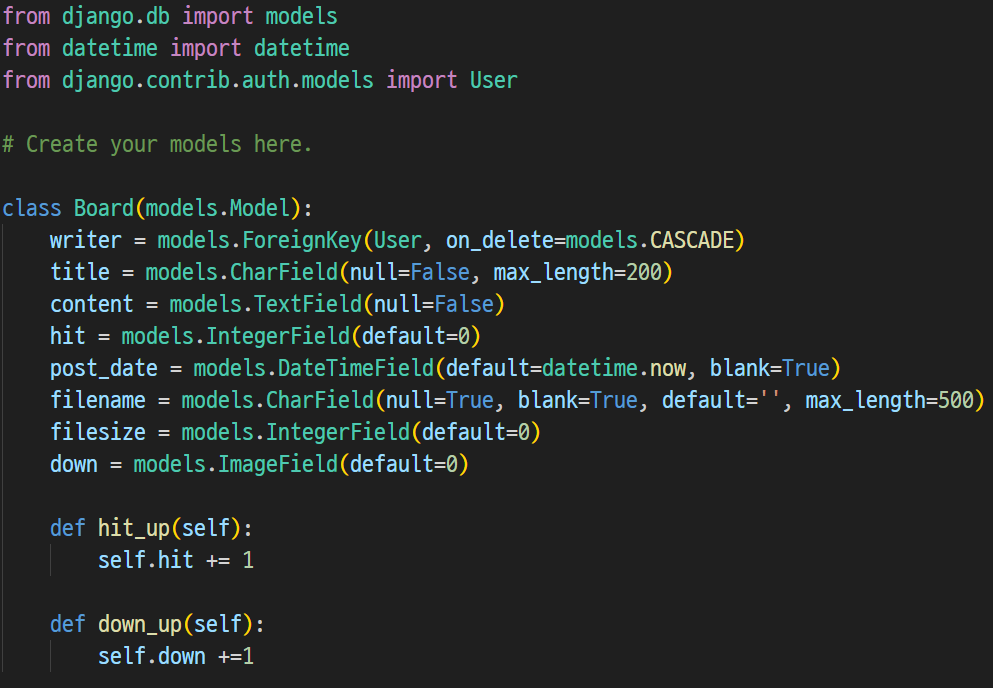 from django.db import models
from datetime import datetime
from django.contrib.auth.models import User
# Create your models here.
class Board(models.Model):
    writer = models.ForeignKey(User, on_delete=models.CASCADE)
    title = models.CharField(null=False, max_length=200)
    content = models.TextField(null=False)
    hit = models.IntegerField(default=0)
    post_date = models.DateTimeField(default=datetime.now, blank=True)
    filename = models.CharField(null=True, blank=True, default='', max_length=500)
    filesize = models.IntegerField(default=0)
    down = models.ImageField(default=0)
    def hit_up(self):
        self.hit += 1
    def down_up(self):
        self.down +=1